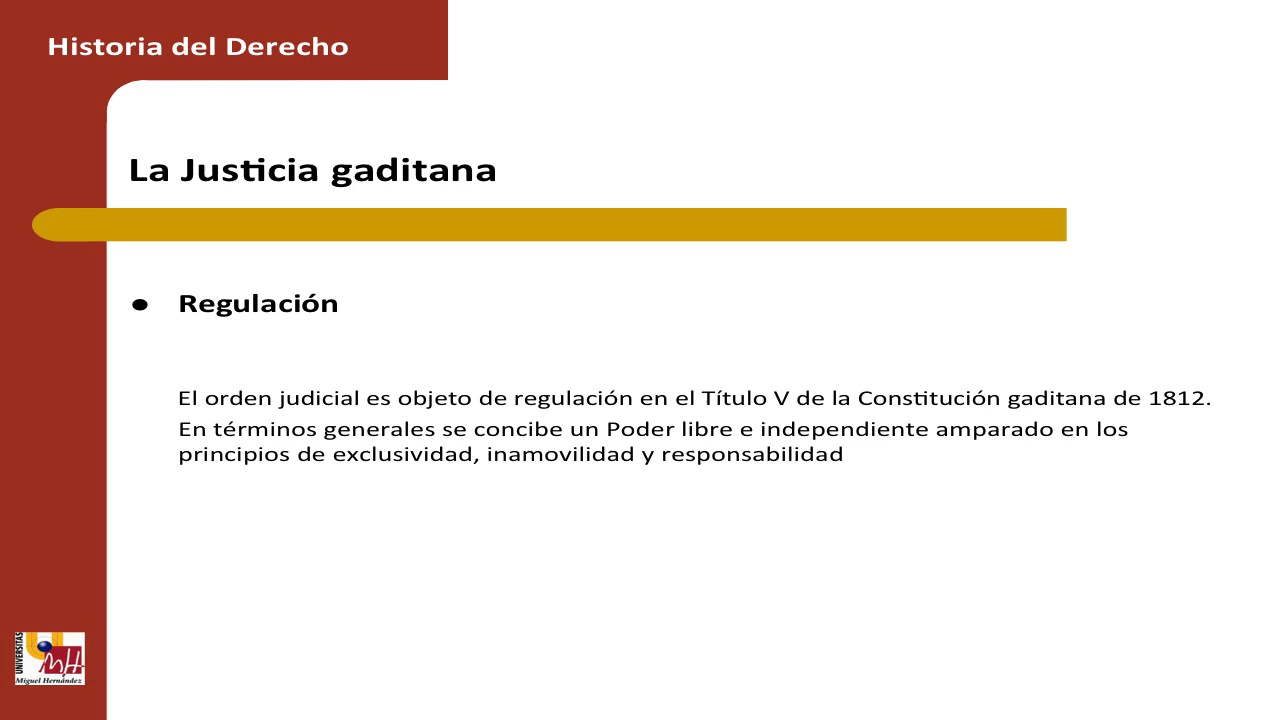 Historia del Derecho
La Justicia gaditana
● Regulación
El orden judicial es objeto de regulación en el Título V de la Constitución gaditana de 1812.
En términos generales se concibe un Poder libre e independiente amparado en los
principios de exclusividad, inamovilidad y responsabilidad
UNIVERSITAS
Miguel Hernández